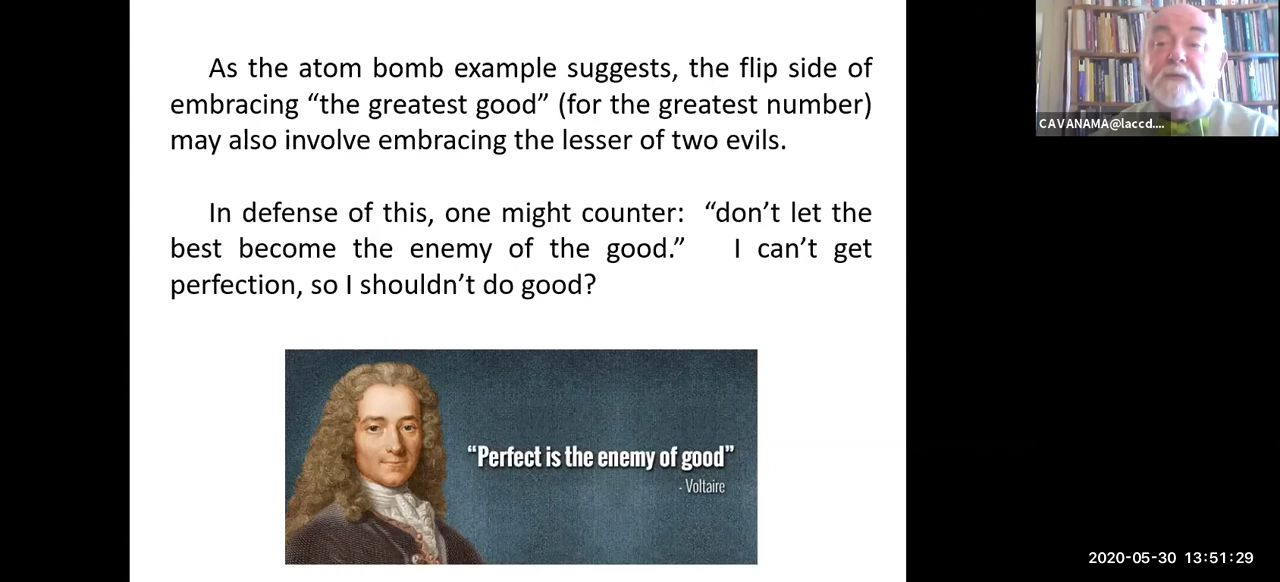 As the atom bomb example suggests, the flip side of
embracing “the greatest good” (for the greatest number)
may also involve embracing the lesser of two evils.
In defense of this, one might counter: “don’t let the
best become the enemy of the good.” I can’t get
perfection, so I shouldn’t do good?
“Perfect is the enemy of good”
- Voltaire
CAVANAMA@laccd....
2020-05-30 13:51:29